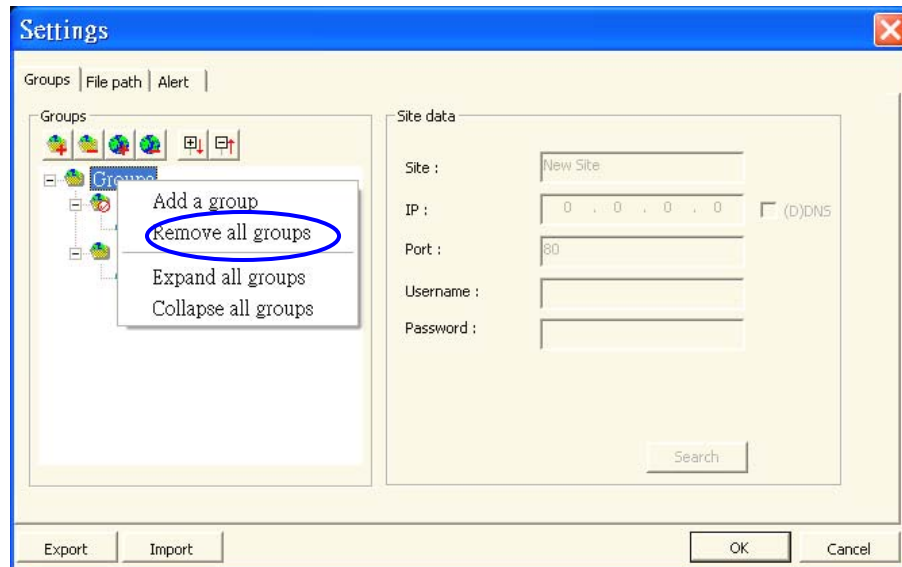 Settings
Groups File path Alert
Groups
Groups
Add a group
Remove all groups
Expand all groups
Collapse all groups
Site data
Site :
New Site
IP :
0 . 0 . 0 . 0
(D)DNS
Port :
80
Username :
Password :
Search
Export
Import
OK
Cancel